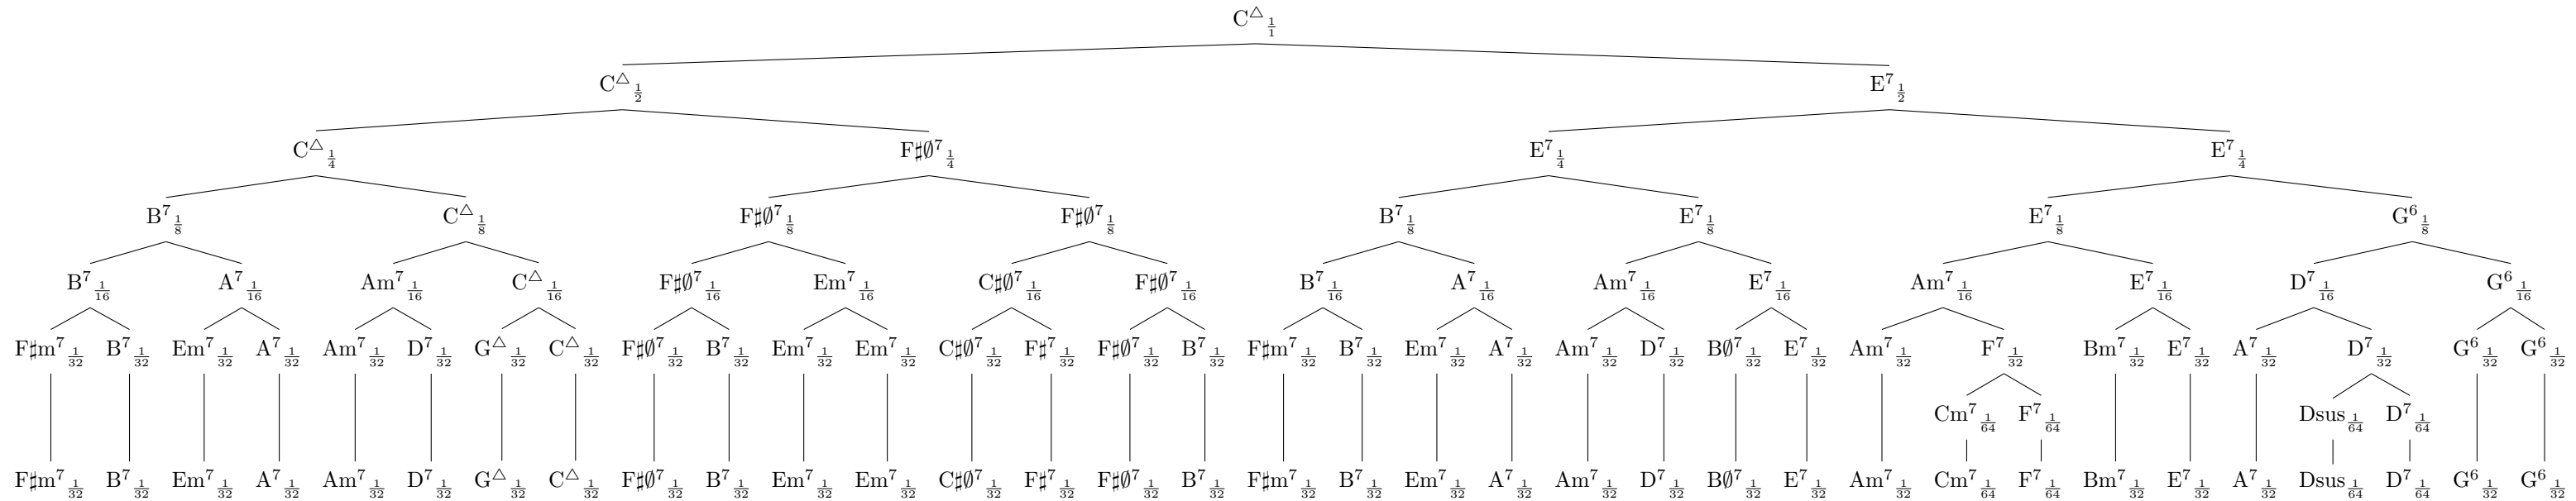 C△ 1/1
C△ 1/2 E7 1/2
C△ 1/4 F♯∅7 1/4 E7 1/4 E7 1/4
B7 1/8 C△ 1/8 F♯∅7 1/8 F♯∅7 1/8 B7 1/8 E7 1/8 E7 1/8 G6 1/8
B7 1/16 A7 1/16 Am7 1/16 C△ 1/16 F♯∅7 1/16 Em7 1/16 C♯∅7 1/16 F♯∅7 1/16 B7 1/16 A7 1/16 Am7 1/16 E7 1/16 Am7 1/16 E7 1/16 D7 1/16 G6 1/16
F♯m7 1/32 B7 1/32 Em7 1/32 A7 1/32 Am7 1/32 D7 1/32 G△ 1/32 C△ 1/32 F♯∅7 1/32 B7 1/32 Em7 1/32 Em7 1/32 C♯∅7 1/32 F♯7 1/32 F♯∅7 1/32 B7 1/32 F♯m7 1/32 B7 1/32 Em7 1/32 A7 1/32 Am7 1/32 D7 1/32 B∅7 1/32 E7 1/32 Am7 1/32 F7 1/32 Bm7 1/32 E7 1/32 A7 1/32 D7 1/32 G6 1/32 G6 1/32
Cm7 1/64 F7 1/64 Dsus 1/64 D7 1/64
F♯m7 1/32 B7 1/32 Em7 1/32 A7 1/32 Am7 1/32 D7 1/32 G△ 1/32 C△ 1/32 F♯∅7 1/32 B7 1/32 Em7 1/32 Em7 1/32 C♯∅7 1/32 F♯7 1/32 F♯∅7 1/32 B7 1/32 F♯m7 1/32 B7 1/32 Em7 1/32 A7 1/32 Am7 1/32 D7 1/32 B∅7 1/32 E7 1/32 Am7 1/32 Cm7 1/64 F7 1/64 Bm7 1/32 E7 1/32 A7 1/32 Dsus 1/64 D7 1/64 G6 1/32 G6 1/32